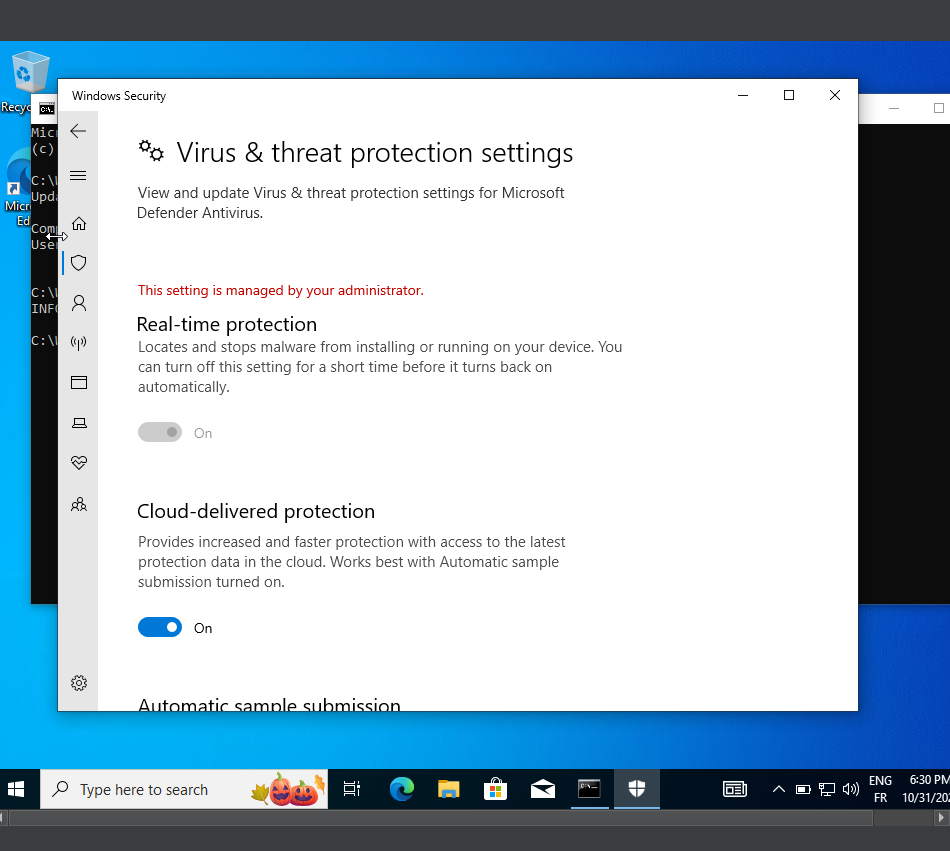 Windows Security
Virus & threat protection settings
View and update Virus & threat protection settings for Microsoft
Defender Antivirus.
This setting is managed by your administrator.
Real-time protection
Locates and stops malware from installing or running on your device. You
can turn off this setting for a short time before it turns back on
automatically.
On
Cloud-delivered protection
Provides increased and faster protection with access to the latest
protection data in the cloud. Works best with Automatic sample
submission turned on.
On
Automatic sample submission
Recyc
Micr
Ed
C:\.
Mic
(c)
C:\
Upda
Com
Use
C:\
INFO
C:\
Type here to search
ENG
FR
6:30 PM
10/31/202